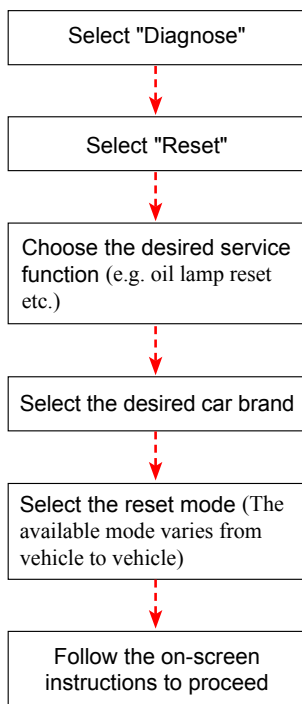 Select "Diagnose"
Select "Reset"
Choose the desired service
function (e.g. oil lamp reset
etc.)
Select the desired car brand
Select the reset mode (The
available mode varies from
vehicle to vehicle)
Follow the on-screen
instructions to proceed